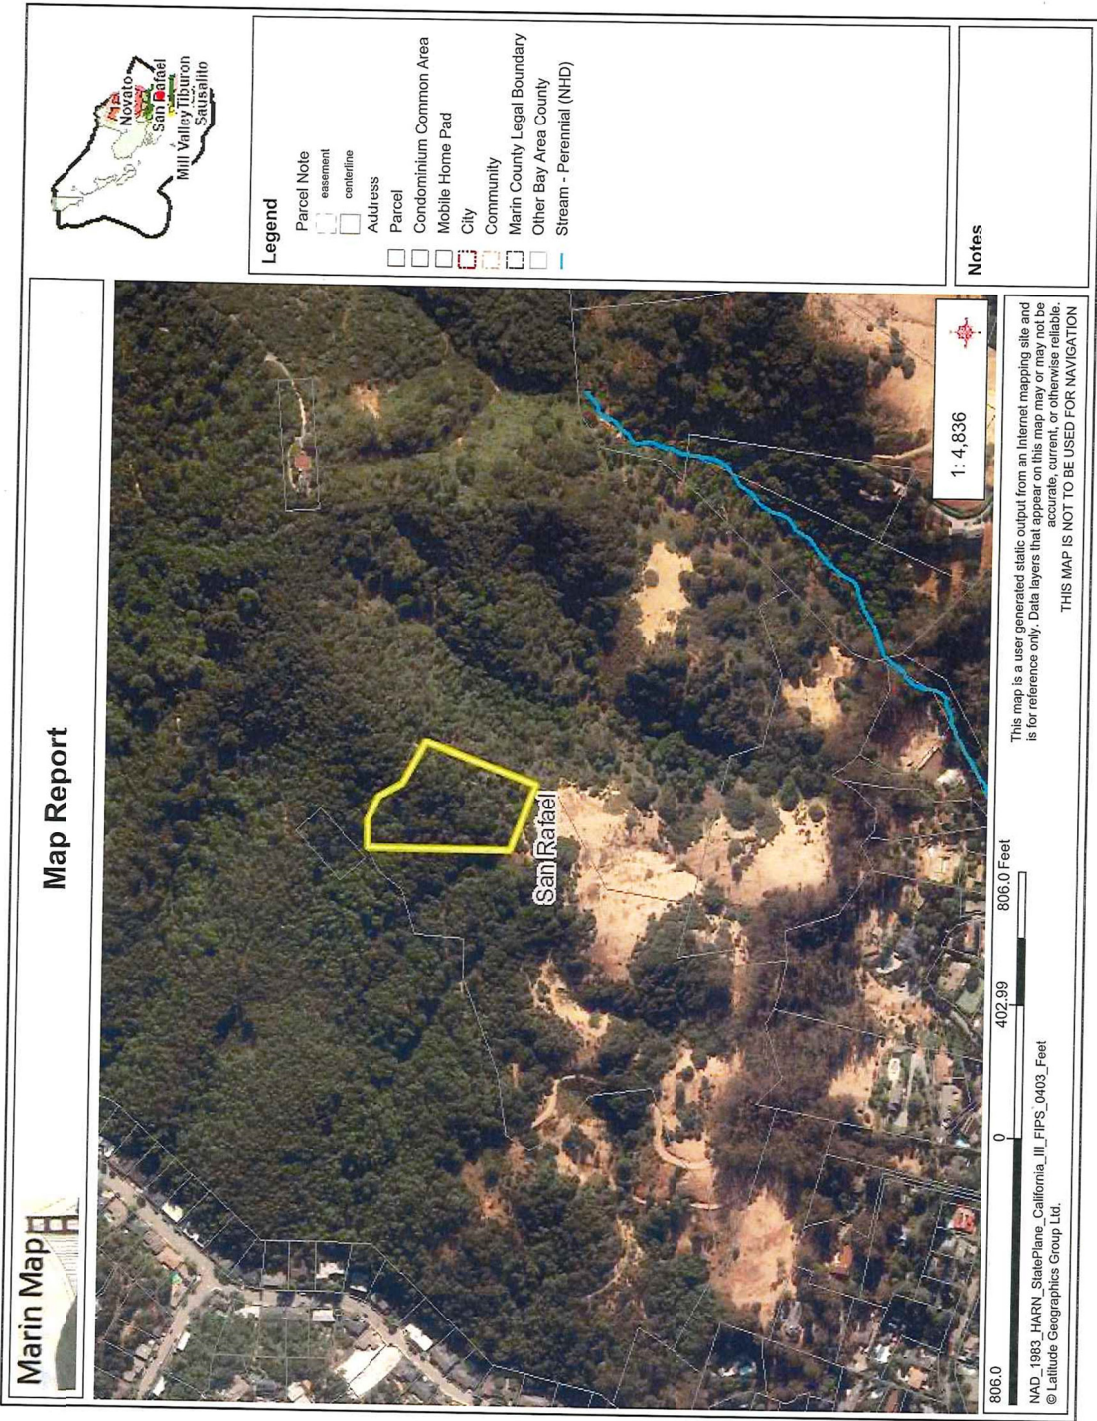 Marin Map
Map Report
Novato
San Rafael
Mill Valley
Tiburon
Sausalito
Legend
Parcel Note
easement
centerline
Address
Parcel
Condominium Common Area
Mobile Home Pad
City
Community
Marin County Legal Boundary
Other Bay Area County
Stream - Perennial (NHD)
San Rafael
1: 4,836
Notes
806.0
0
402.99
806.0 Feet
NAD_1983_HARN_StatePlane_California_III_FIPS_0403_Feet
© Latitude Geographics Group Ltd.
This map is a user generated static output from an Internet mapping site and
is for reference only. Data layers that appear on this map may or may not be
accurate, current, or otherwise reliable.
THIS MAP IS NOT TO BE USED FOR NAVIGATION